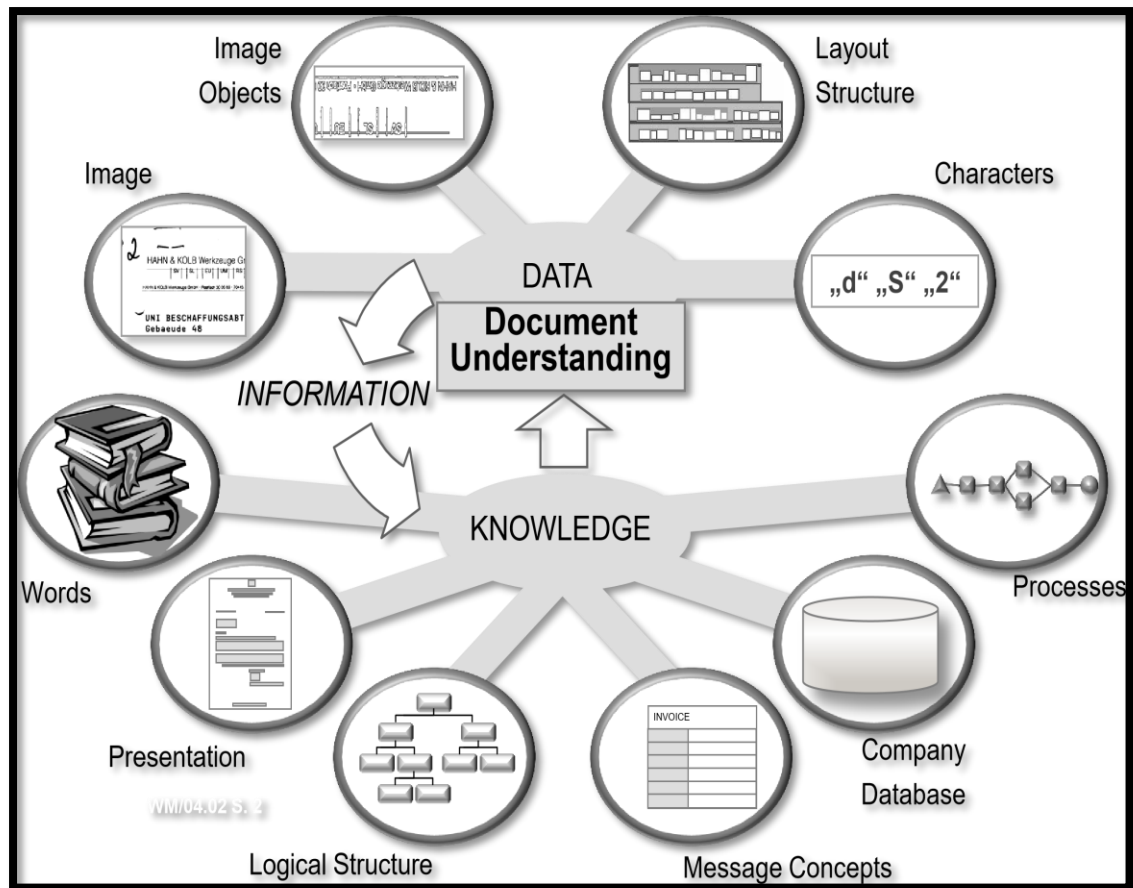 Image
Objects
Layout
Structure
Image
Characters
2
HAHN & KOLB Werkzeuge G
UNI BESCHAFFUNGSABT
Gebaeude 48
„d“ „S“ „2“
DATA
Document
Understanding
INFORMATION
KNOWLEDGE
Words
Processes
Presentation
INVOICE
Company
Database
WM/04.02 S. 2
Logical Structure
Message Concepts